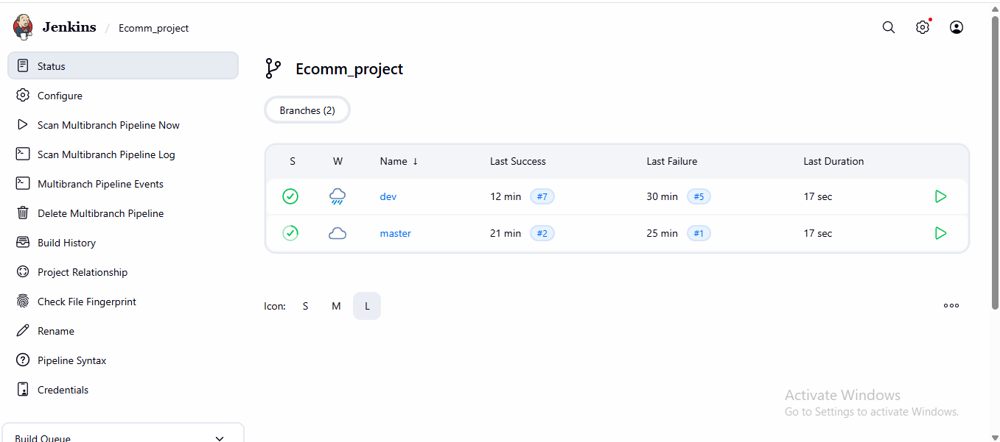 Jenkins / Ecomm_project
Status
Configure
Scan Multibranch Pipeline Now
Scan Multibranch Pipeline Log
Multibranch Pipeline Events
Delete Multibranch Pipeline
Build History
Project Relationship
Check File Fingerprint
Rename
Pipeline Syntax
Credentials
Build Queue
Ecomm_project
Branches (2)
S W Name ↓ Last Success Last Failure Last Duration
dev 12 min #7 30 min #5 17 sec
master 21 min #2 25 min #1 17 sec
Icon: S M L
Activate Windows
Go to Settings to activate Windows.